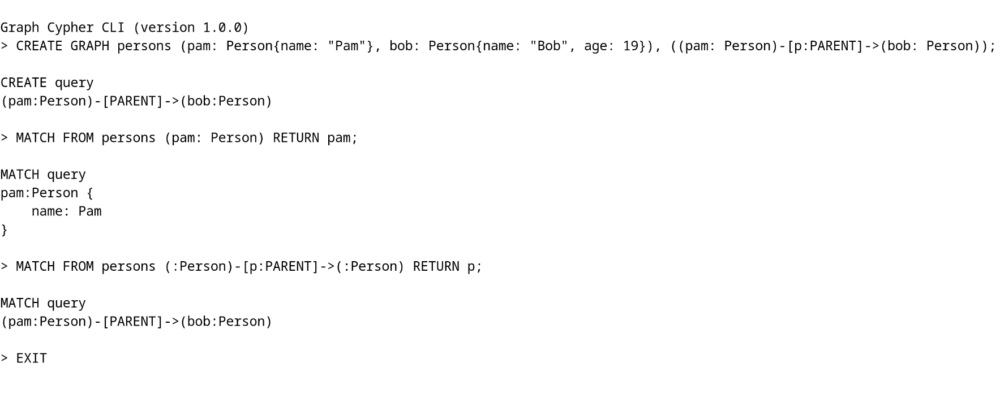 Graph Cypher CLI (version 1.0.0)
> CREATE GRAPH persons (pam: Person{name: "Pam"}, bob: Person{name: "Bob", age: 19}), ((pam: Person)-[p:PARENT]->(bob: Person));
CREATE query
(pam:Person)-[PARENT]->(bob:Person)
> MATCH FROM persons (pam: Person) RETURN pam;
MATCH query
pam:Person {
    name: Pam
}
> MATCH FROM persons (:Person)-[p:PARENT]->(:Person) RETURN p;
MATCH query
(pam:Person)-[PARENT]->(bob:Person)
> EXIT